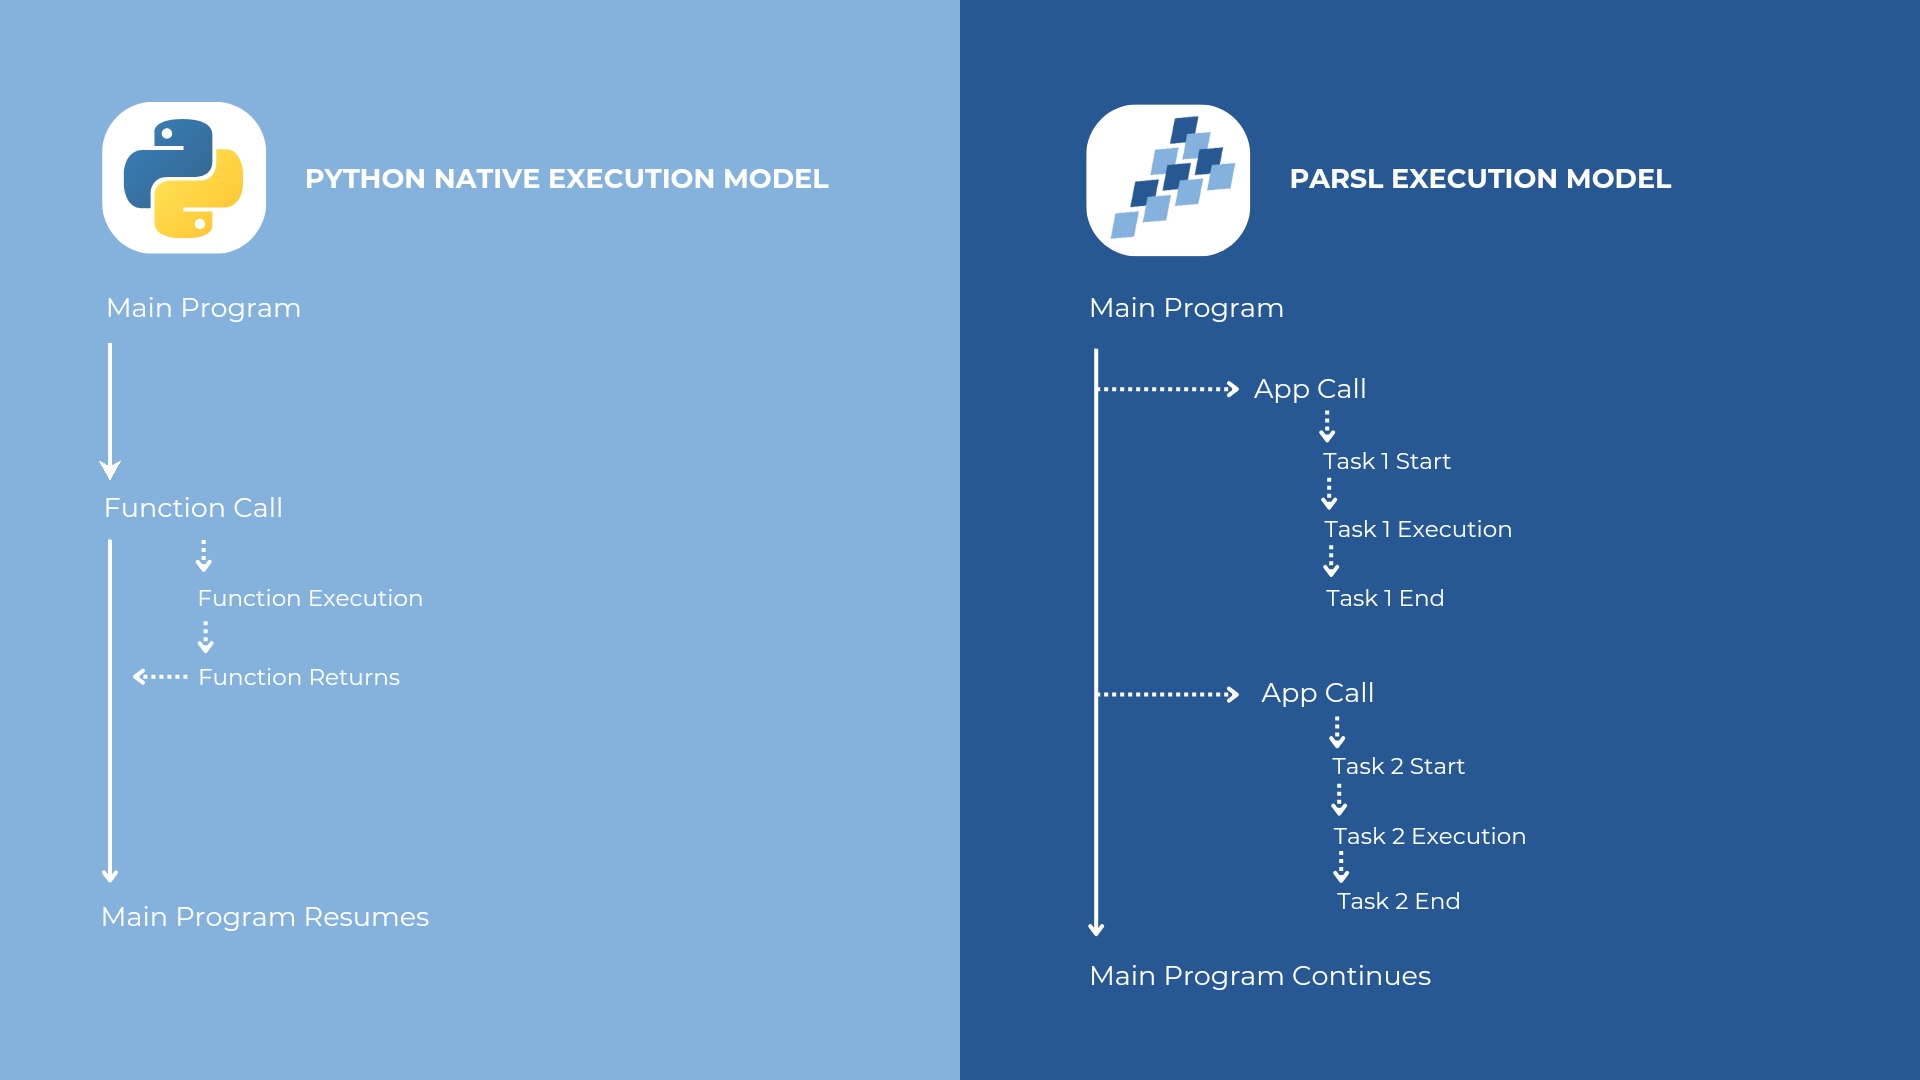 PYTHON NATIVE EXECUTION MODEL
Main Program
Function Call
Function Execution
Function Returns
Main Program Resumes
PARSL EXECUTION MODEL
Main Program
App Call
Task 1 Start
Task 1 Execution
Task 1 End
App Call
Task 2 Start
Task 2 Execution
Task 2 End
Main Program Continues